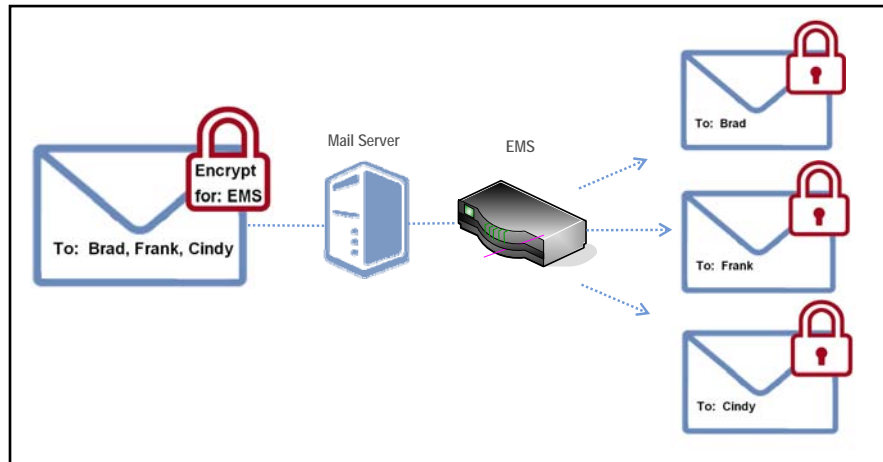 Encrypt
for: EMS
To: Brad, Frank, Cindy
Mail Server
EMS
To: Brad
To: Frank
To: Cindy